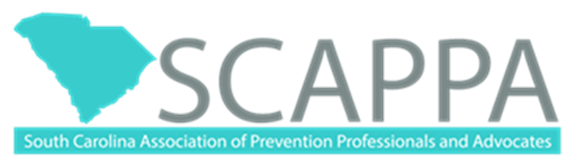 SCAPPA
South Carolina Association of Prevention Professionals and Advocates